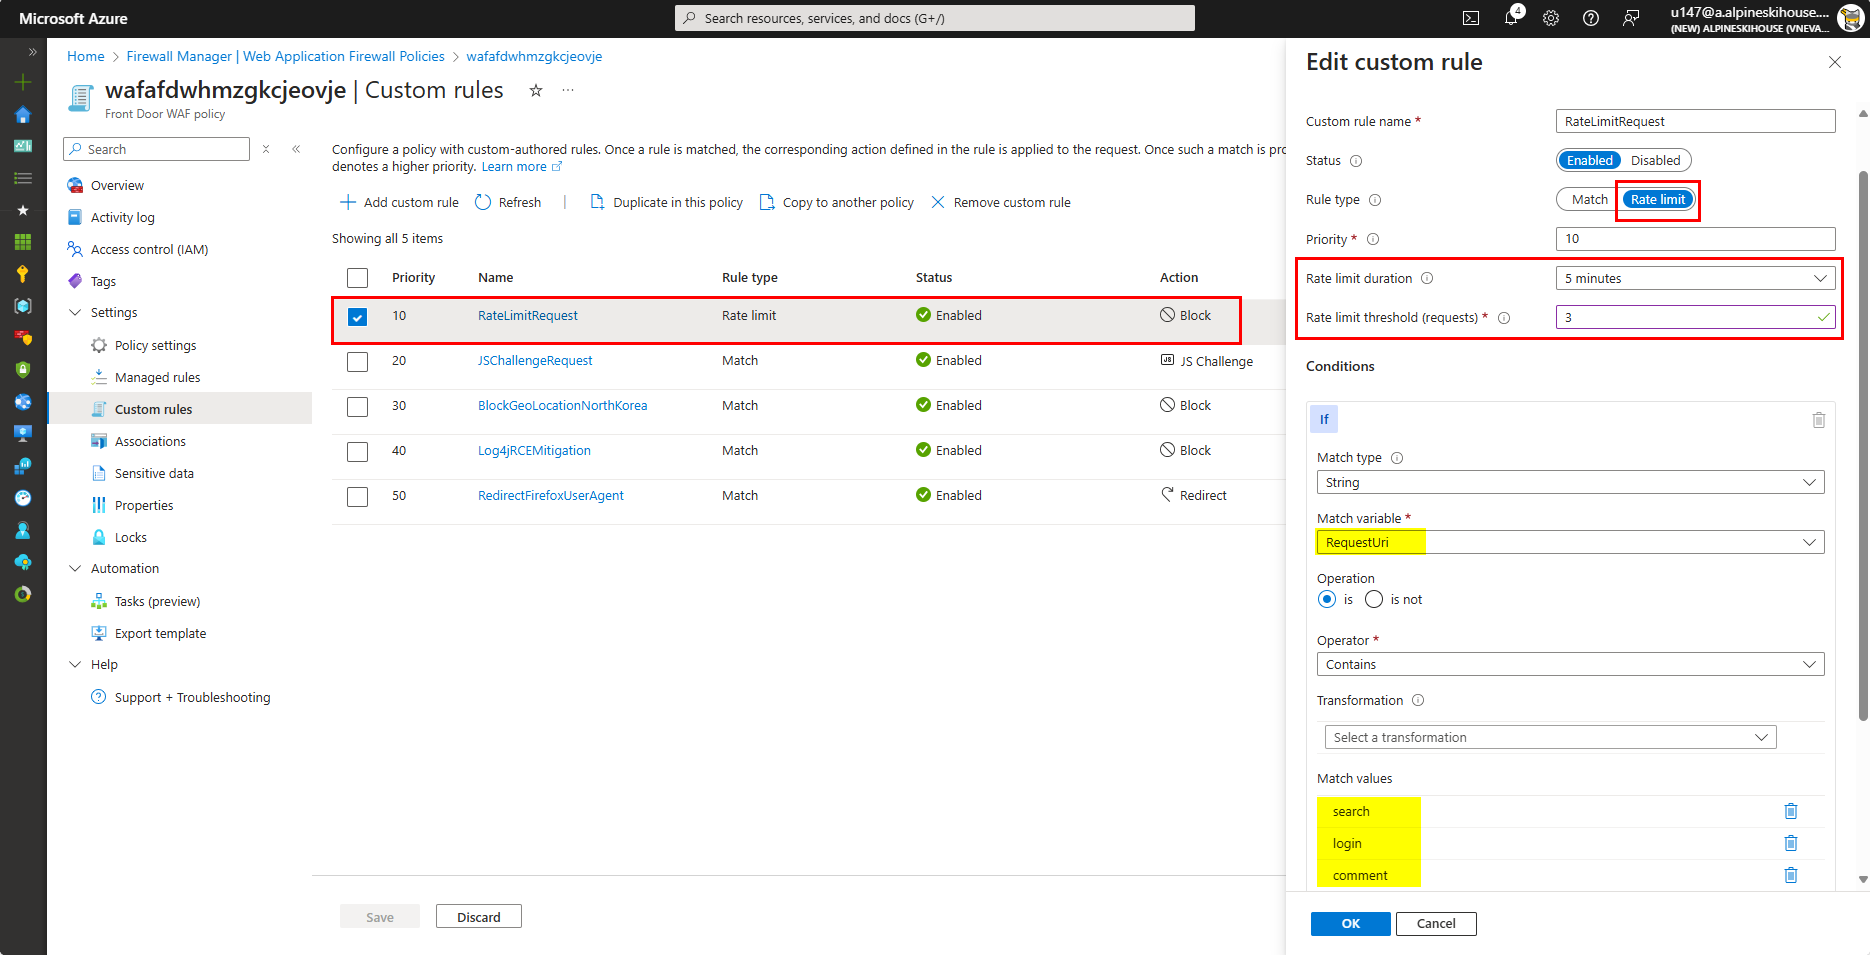 Microsoft Azure
Search resources, services, and docs (G+/)
4
u147@a.alpineskihouse....
(NEW) ALPINESKIHOUSE (VNEVA...
Home > Firewall Manager | Web Application Firewall Policies > wafafdwhmzgkcjeovje
wafafdwhmzgkcjeovje | Custom rules
Front Door WAF policy
Search
Overview
Activity log
Access control (IAM)
Tags
Settings
Policy settings
Managed rules
Custom rules
Associations
Sensitive data
Properties
Locks
Automation
Tasks (preview)
Export template
Help
Support + Troubleshooting
Configure a policy with custom-authored rules. Once a rule is matched, the corresponding action defined in the rule is applied to the request. Once such a match is pro
denotes a higher priority. Learn more
Add custom rule Refresh | Duplicate in this policy Copy to another policy Remove custom rule
Showing all 5 items
Priority Name Rule type Status Action
10 RateLimitRequest Rate limit Enabled Block
20 JSChallengeRequest Match Enabled JS JS Challenge
30 BlockGeoLocationNorthKorea Match Enabled Block
40 Log4jRCEMitigation Match Enabled Block
50 RedirectFirefoxUserAgent Match Enabled Redirect
Save Discard
Edit custom rule
Custom rule name * RateLimitRequest
Status Enabled Disabled
Rule type Match Rate limit
Priority * 10
Rate limit duration 5 minutes
Rate limit threshold (requests) * 3
Conditions
If
Match type
String
Match variable *
RequestUri
Operation
is is not
Operator *
Contains
Transformation
Select a transformation
Match values
search
login
comment
OK Cancel